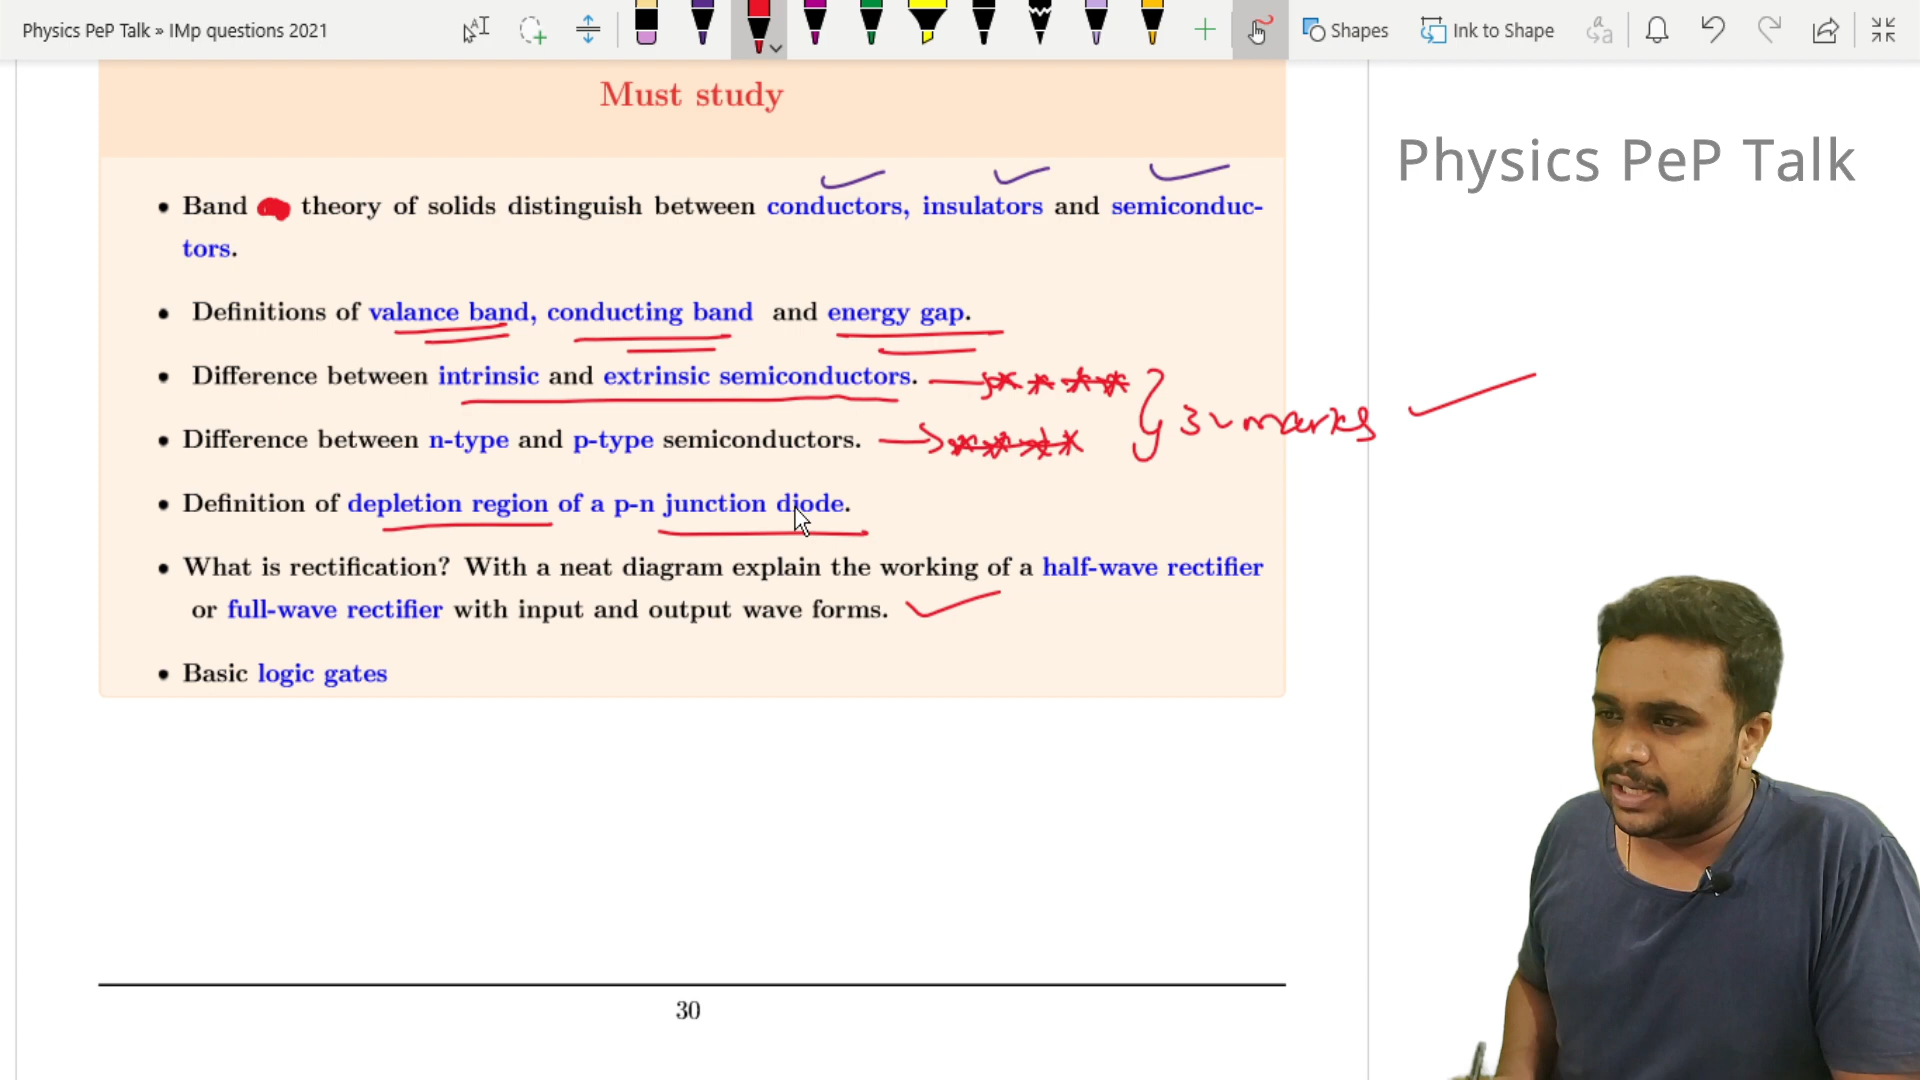 Physics PeP Talk » IMp questions 2021
Shapes
Ink to Shape
Must study
Physics PeP Talk
• Band theory of solids distinguish between conductors, insulators and semiconduc-
tors.
• Definitions of valance band, conducting band and energy gap.
• Difference between intrinsic and extrinsic semiconductors.
• Difference between n-type and p-type semiconductors.
marks
• Definition of depletion region of a p-n junction diode.
• What is rectification? With a neat diagram explain the working of a half-wave rectifier
or full-wave rectifier with input and output wave forms.
• Basic logic gates
30